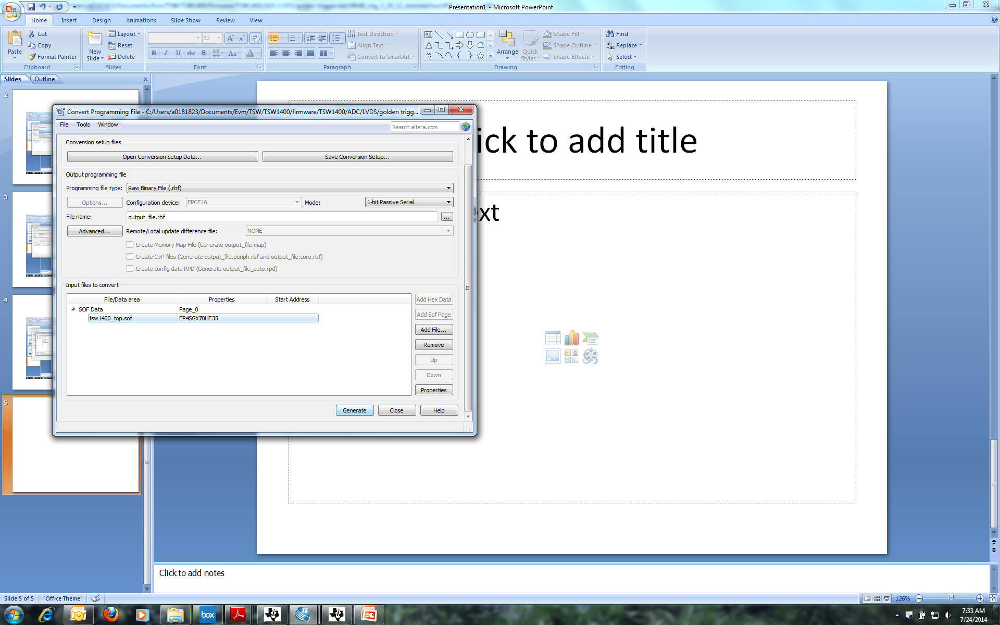 Presentation1 - Microsoft PowerPoint
Home Insert Design Animations Slide Show Review View
Paste
Cut
Copy
Format Painter
Clipboard
New Slide
Layout
Reset
Delete
Slides
32
B I U abc S AV Aa A
Font
Text Direction
Align Text
Convert to SmartArt
Paragraph
Arrange
Quick Styles
Shape Fill
Shape Outline
Shape Effects
Drawing
Find
Replace
Select
Editing
Slides Outline x
2
3
4
5
Convert Programming File - C:/Users/a0181823/Documents/Evm/TSW/TSW1400/firmware/TSW1400/ADC/LVDS/golden trigg...
File Tools Window
Search altera.com
Conversion setup files
Open Conversion Setup Data... Save Conversion Setup...
Output programming file
Programming file type: Raw Binary File (.rbf)
Options... Configuration device: EPCE16 Mode: 1-bit Passive Serial
File name: output_file.rbf ...
Advanced... Remote/Local update difference file: NONE
Create Memory Map File (Generate output_file.map)
Create CvP files (Generate output_file.periph.rbf and output_file.core.rbf)
Create config data RPD (Generate output_file_auto.rpd)
Input files to convert
File/Data area Properties Start Address
SOF Data Page_0
tsw1400_top.sof EP4SGX70HF35
Add Hex Data
Add Sof Page
Add File...
Remove
Up
Down
Properties
Generate Close Help
ick to add title
ext
Click to add notes
Slide 5 of 5 "Office Theme" 126%
box
7:33 AM
7/24/2014